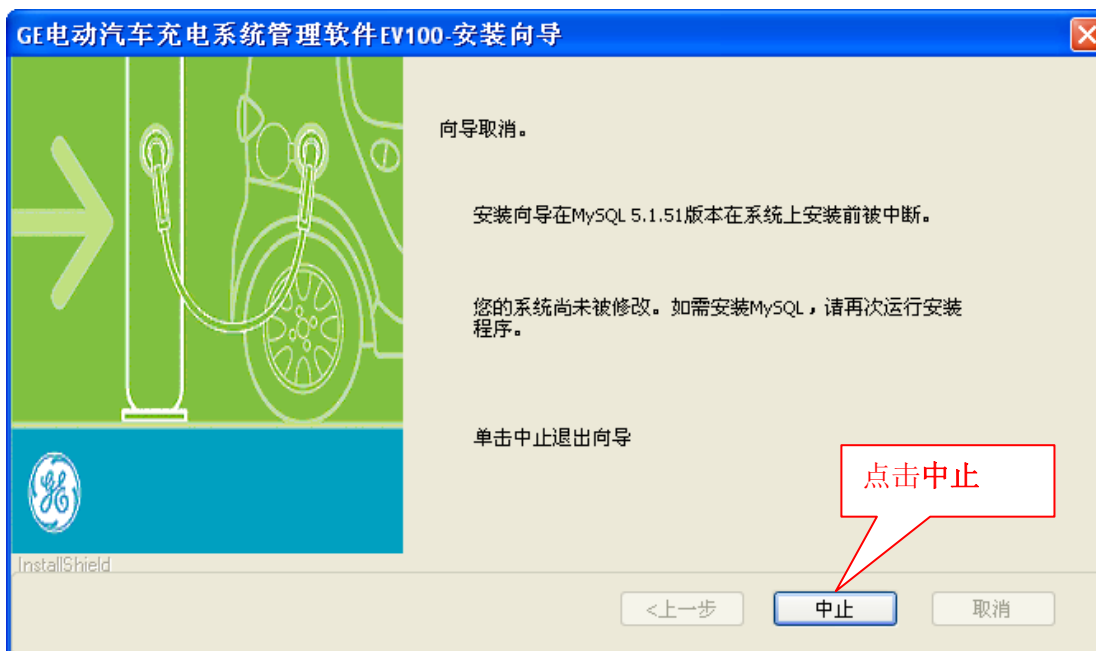 GE电动汽车充电系统管理软件EV100-安装向导
向导取消。
安装向导在MySQL 5.1.51版本在系统上安装前被中断。
您的系统尚未被修改。如需安装MySQL，请再次运行安装
程序。
单击中止退出向导
点击中止
GE
InstallShield
<上一步
中止
取消